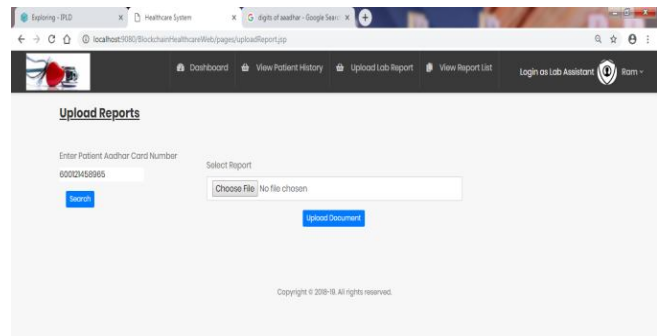 Exploring - IPLD
Healthcare System
G digits of aadhar - Google Sear
localhost:9080/BlockchainHealthcareWeb/pages/uploadReport.jsp
Dashboard View Patient History Upload Lab Report View Report List Login as Lab Assistant Ram
Upload Reports
Enter Patient Aadhar Card Number
600121458965
Search
Select Report
Choose File No file chosen
Upload Document
Copyright © 2018-19. All rights reserved.